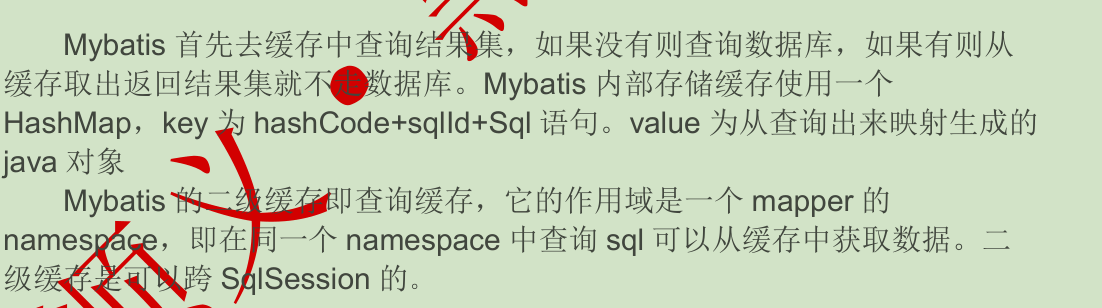 Mybatis 首先去缓存中查询结果集，如果没有则查询数据库，如果有则从
缓存取出返回结果集就不走数据库。Mybatis 内部存储缓存使用一个
HashMap，key 为 hashCode+sqlId+Sql 语句。value 为从查询出来映射生成的
java 对象
Mybatis 的二级缓存即查询缓存，它的作用域是一个 mapper 的
namespace，即在同一个 namespace 中查询 sql 可以从缓存中获取数据。二
级缓存是可以跨 SqlSession 的。